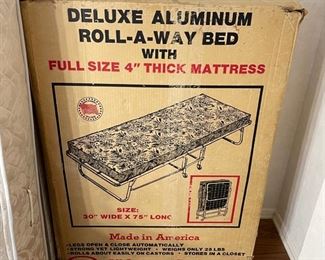 DELUXE ALUMINUM
ROLL-A-WAY BED
WITH
FULL SIZE 4" THICK MATTRESS
SIZE:
30" WIDE X 75" LONG
Made in America
•LEGS OPEN & CLOSE AUTOMATICALLY
•STRONG YET LIGHTWEIGHT • WEIGHS ONLY 25 LBS
•ROLLS ABOUT EASILY ON CASTORS • STORES IN A CLOSET